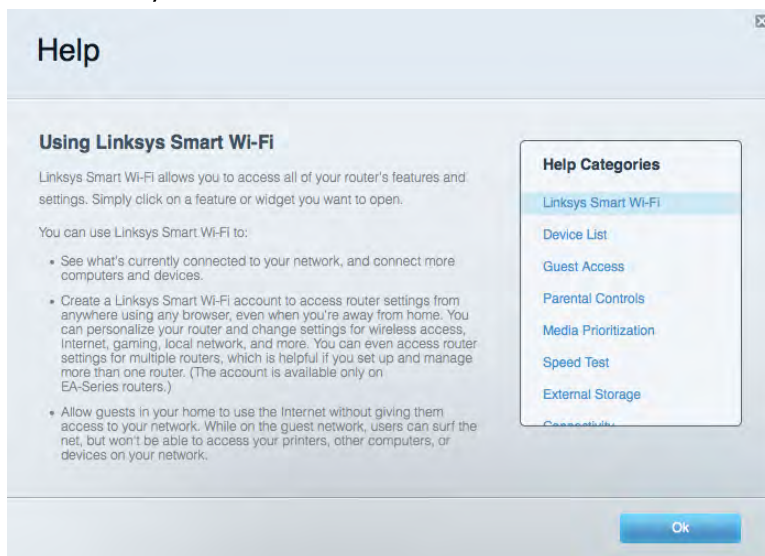 Help
Using Linksys Smart Wi-Fi
Linksys Smart Wi-Fi allows you to access all of your router's features and
settings. Simply click on a feature or widget you want to open.
You can use Linksys Smart Wi-Fi to:
• See what's currently connected to your network, and connect more
computers and devices.
• Create a Linksys Smart Wi-Fi account to access router settings from
anywhere using any browser, even when you're away from home. You
can personalize your router and change settings for wireless access,
Internet, gaming, local network, and more. You can even access router
settings for multiple routers, which is helpful if you set up and manage
more than one router. (The account is available only on
EA-Series routers.)
• Allow guests in your home to use the Internet without giving them
access to your network. While on the guest network, users can surf the
net, but won't be able to access your printers, other computers, or
devices on your network.
Help Categories
Linksys Smart Wi-Fi
Device List
Guest Access
Parental Controls
Media Prioritization
Speed Test
External Storage
Connectivity
Ok